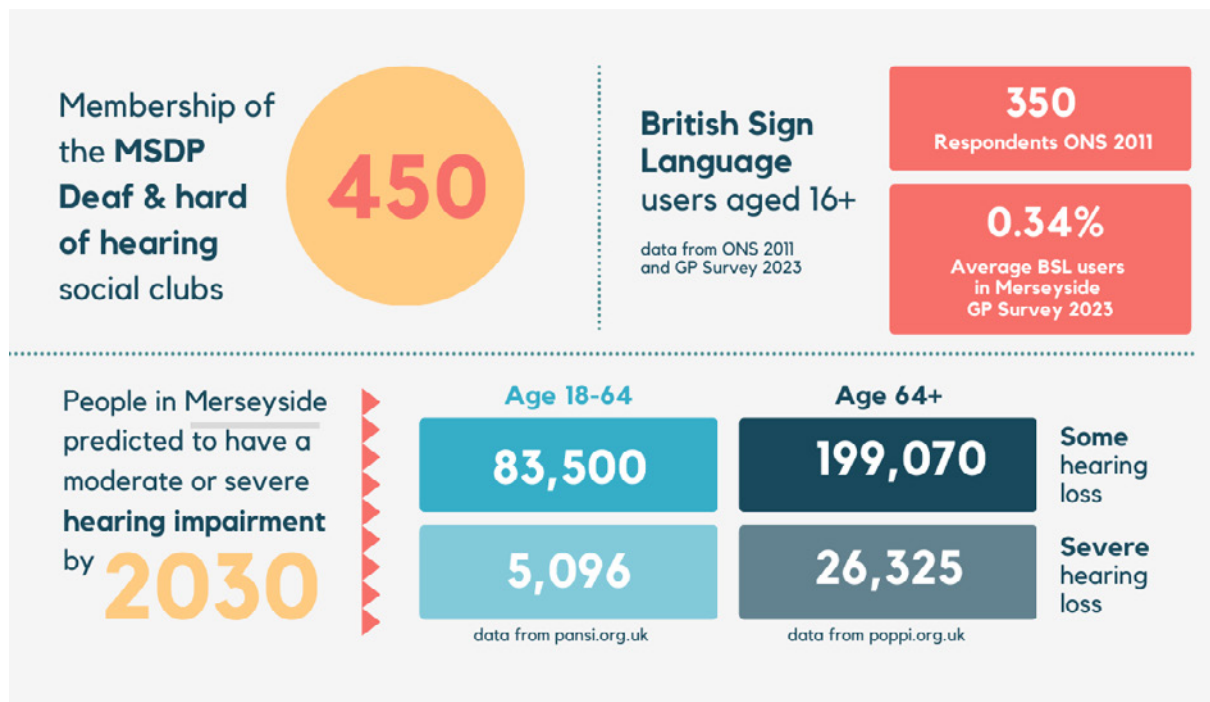 Membership of
the MSDP
Deaf & hard
of hearing
social clubs
450
British Sign
Language
users aged 16+
data from ONS 2011
and GP Survey 2023
350
Respondents ONS 2011
0.34%
Average BSL users
in Merseyside
GP Survey 2023
People in Merseyside
predicted to have a
moderate or severe
hearing impairment
by 2030
Age 18-64
Age 64+
83,500
199,070
Some
hearing
loss
5,096
26,325
Severe
hearing
loss
data from pansi.org.uk
data from poppi.org.uk